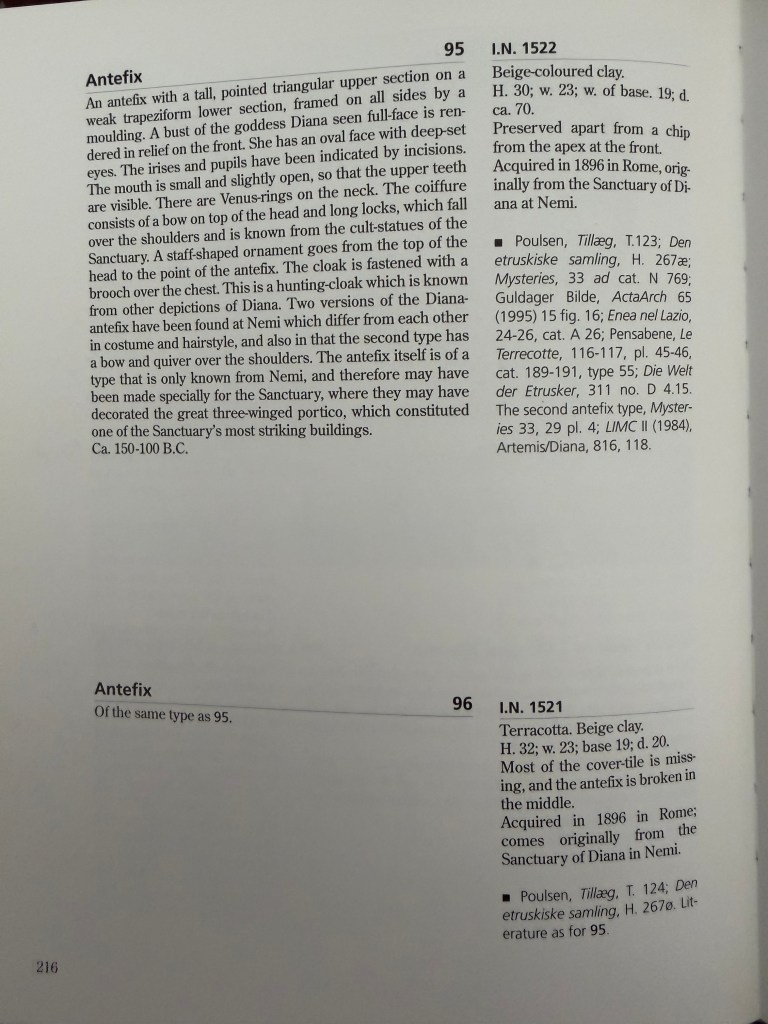 Antefix 95
An antefix with a tall, pointed triangular upper section on a
weak trapeziform lower section, framed on all sides by a
moulding. A bust of the goddess Diana seen full-face is ren-
dered in relief on the front. She has an oval face with deep-set
eyes. The irises and pupils have been indicated by incisions.
The mouth is small and slightly open, so that the upper teeth
are visible. There are Venus-rings on the neck. The coiffure
consists of a bow on top of the head and long locks, which fall
over the shoulders and is known from the cult-statues of the
Sanctuary. A staff-shaped ornament goes from the top of the
head to the point of the antefix. The cloak is fastened with a
brooch over the chest. This is a hunting-cloak which is known
from other depictions of Diana. Two versions of the Diana-
antefix have been found at Nemi which differ from each other
in costume and hairstyle, and also in that the second type has
a bow and quiver over the shoulders. The antefix itself is of a
type that is only known from Nemi, and therefore may have
been made specially for the Sanctuary, where they may have
decorated the great three-winged portico, which constituted
one of the Sanctuary's most striking buildings.
Ca. 150-100 B.C.
I.N. 1522
Beige-coloured clay.
H. 30; w. 23; w. of base. 19; d.
ca. 70.
Preserved apart from a chip
from the apex at the front.
Acquired in 1896 in Rome, orig-
inally from the Sanctuary of Di-
ana at Nemi.
■ Poulsen, Tillæg, T.123; Den
etruskiske samling, H. 267æ;
Mysteries, 33 ad cat. N 769;
Guldager Bilde, ActaArch 65
(1995) 15 fig. 16; Enea nel Lazio,
24-26, cat. A 26; Pensabene, Le
Terrecotte, 116-117, pl. 45-46,
cat. 189-191, type 55; Die Welt
der Etrusker, 311 no. D 4.15.
The second antefix type, Myster-
ies 33, 29 pl. 4; LIMC II (1984),
Artemis/Diana, 816, 118.
Antefix 96
Of the same type as 95.
I.N. 1521
Terracotta. Beige clay.
H. 32; w. 23; base 19; d. 20.
Most of the cover-tile is miss-
ing, and the antefix is broken in
the middle.
Acquired in 1896 in Rome;
comes originally from the
Sanctuary of Diana in Nemi.
■ Poulsen, Tillæg, T. 124; Den
etruskiske samling, H. 267ø. Lit-
erature as for 95.
216